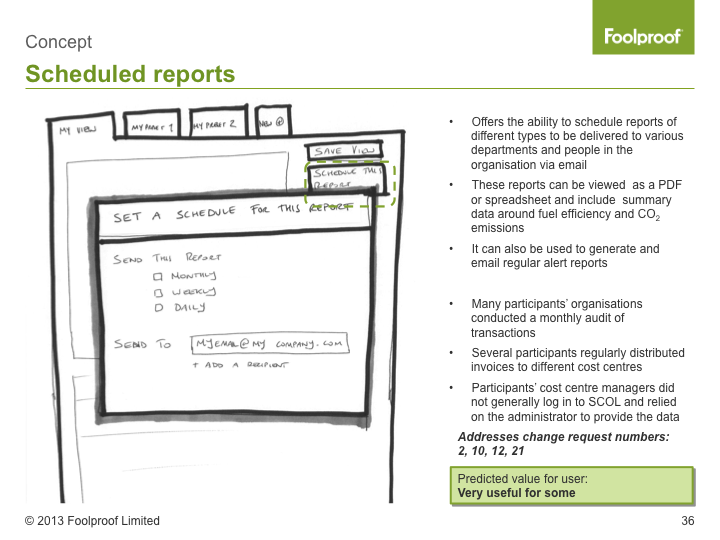 Concept
Foolproof
Scheduled reports
MY VIEW
MY PRESET 1
MY PRESET 2
NEW ⊕
SAVE VIEW
SCHEDULE THIS
REPORT
SET A SCHEDULE FOR THIS REPORT
SEND THIS REPORT
MONTHLY
WEEKLY
DAILY
SEND TO
MYEMAIL@MY COMPANY.COM
+ ADD A RECIPIENT
• Offers the ability to schedule reports of
different types to be delivered to various
departments and people in the
organisation via email
• These reports can be viewed as a PDF
or spreadsheet and include summary
data around fuel efficiency and CO₂
emissions
• It can also be used to generate and
email regular alert reports
• Many participants’ organisations
conducted a monthly audit of
transactions
• Several participants regularly distributed
invoices to different cost centres
• Participants’ cost centre managers did
not generally log in to SCOL and relied
on the administrator to provide the data
Addresses change request numbers:
2, 10, 12, 21
Predicted value for user:
Very useful for some
© 2013 Foolproof Limited
36